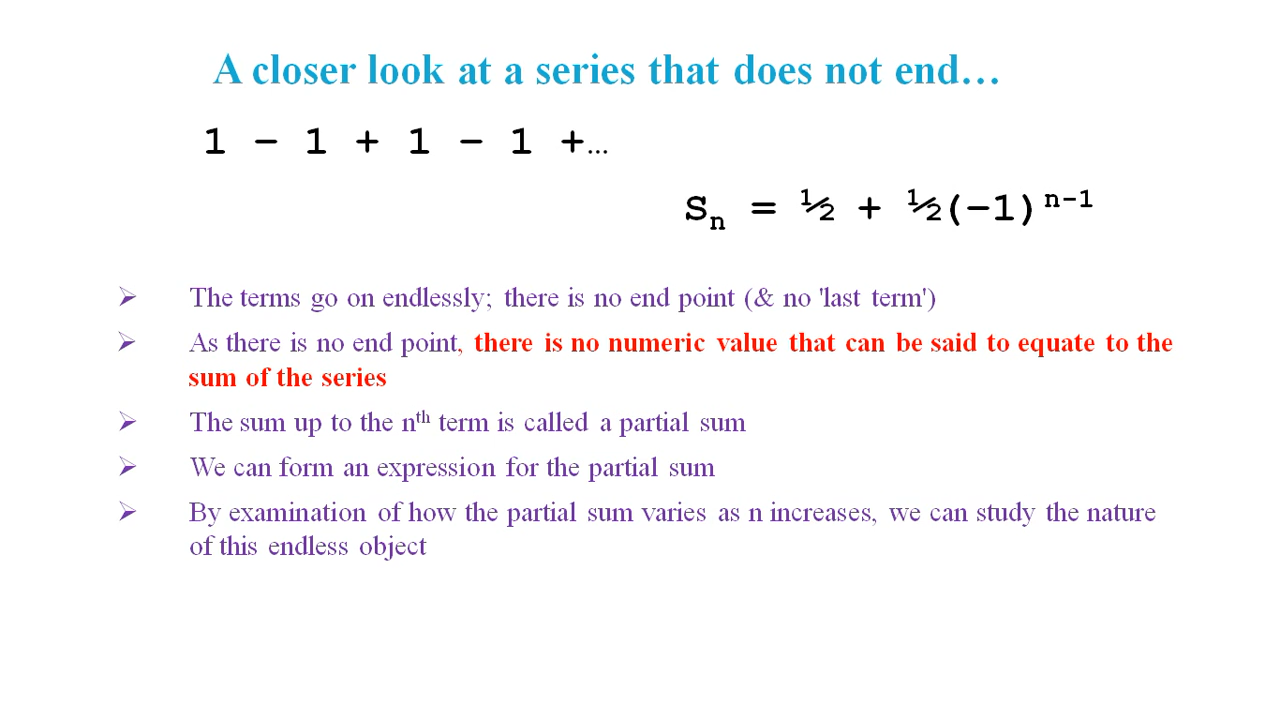 A closer look at a series that does not end…
1 − 1 + 1 − 1 +…
Sₙ = ½ + ½(−1)ⁿ⁻¹
➢ The terms go on endlessly; there is no end point (& no 'last term')
➢ As there is no end point, there is no numeric value that can be said to equate to the
sum of the series
➢ The sum up to the nᵗʰ term is called a partial sum
➢ We can form an expression for the partial sum
➢ By examination of how the partial sum varies as n increases, we can study the nature
of this endless object